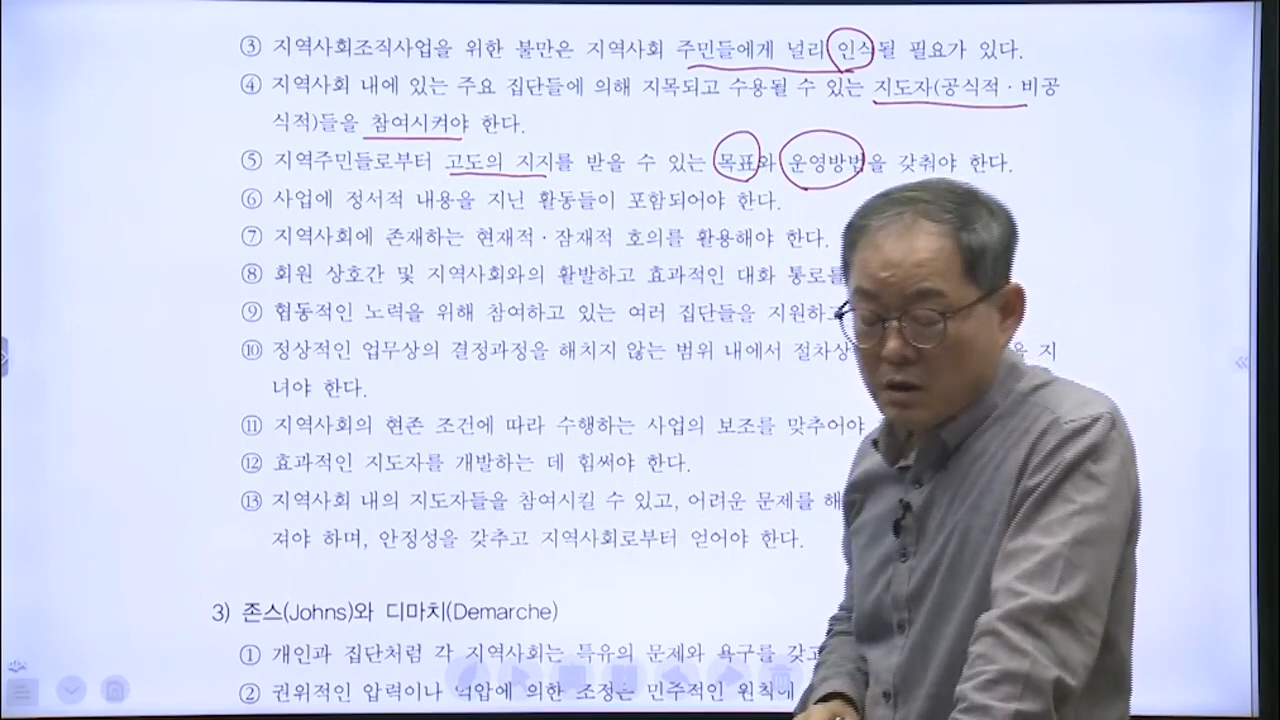 ③ 지역사회조직사업을 위한 불만은 지역사회 주민들에게 널리 인식될 필요가 있다.
④ 지역사회 내에 있는 주요 집단들에 의해 지목되고 수용될 수 있는 지도자(공식적·비공
식적)들을 참여시켜야 한다.
⑤ 지역주민들로부터 고도의 지지를 받을 수 있는 목표와 운영방법을 갖춰야 한다.
⑥ 사업에 정서적 내용을 지닌 활동들이 포함되어야 한다.
⑦ 지역사회에 존재하는 현재적·잠재적 호의를 활용해야 한다.
⑧ 회원 상호간 및 지역사회와의 활발하고 효과적인 대화 통로를
⑨ 협동적인 노력을 위해 참여하고 있는 여러 집단들을 지원하고
⑩ 정상적인 업무상의 결정과정을 해치지 않는 범위 내에서 절차상 을 지
녀야 한다.
⑪ 지역사회의 현존 조건에 따라 수행하는 사업의 보조를 맞추어야
⑫ 효과적인 지도자를 개발하는 데 힘써야 한다.
⑬ 지역사회 내의 지도자들을 참여시킬 수 있고, 어려운 문제를 해
져야 하며, 안정성을 갖추고 지역사회로부터 얻어야 한다.
3) 존스(Johns)와 디마치(Demarche)
① 개인과 집단처럼 각 지역사회는 특유의 문제와 욕구를 갖고
② 권위적인 압력이나 억압에 의한 조정은 민주적인 원칙에